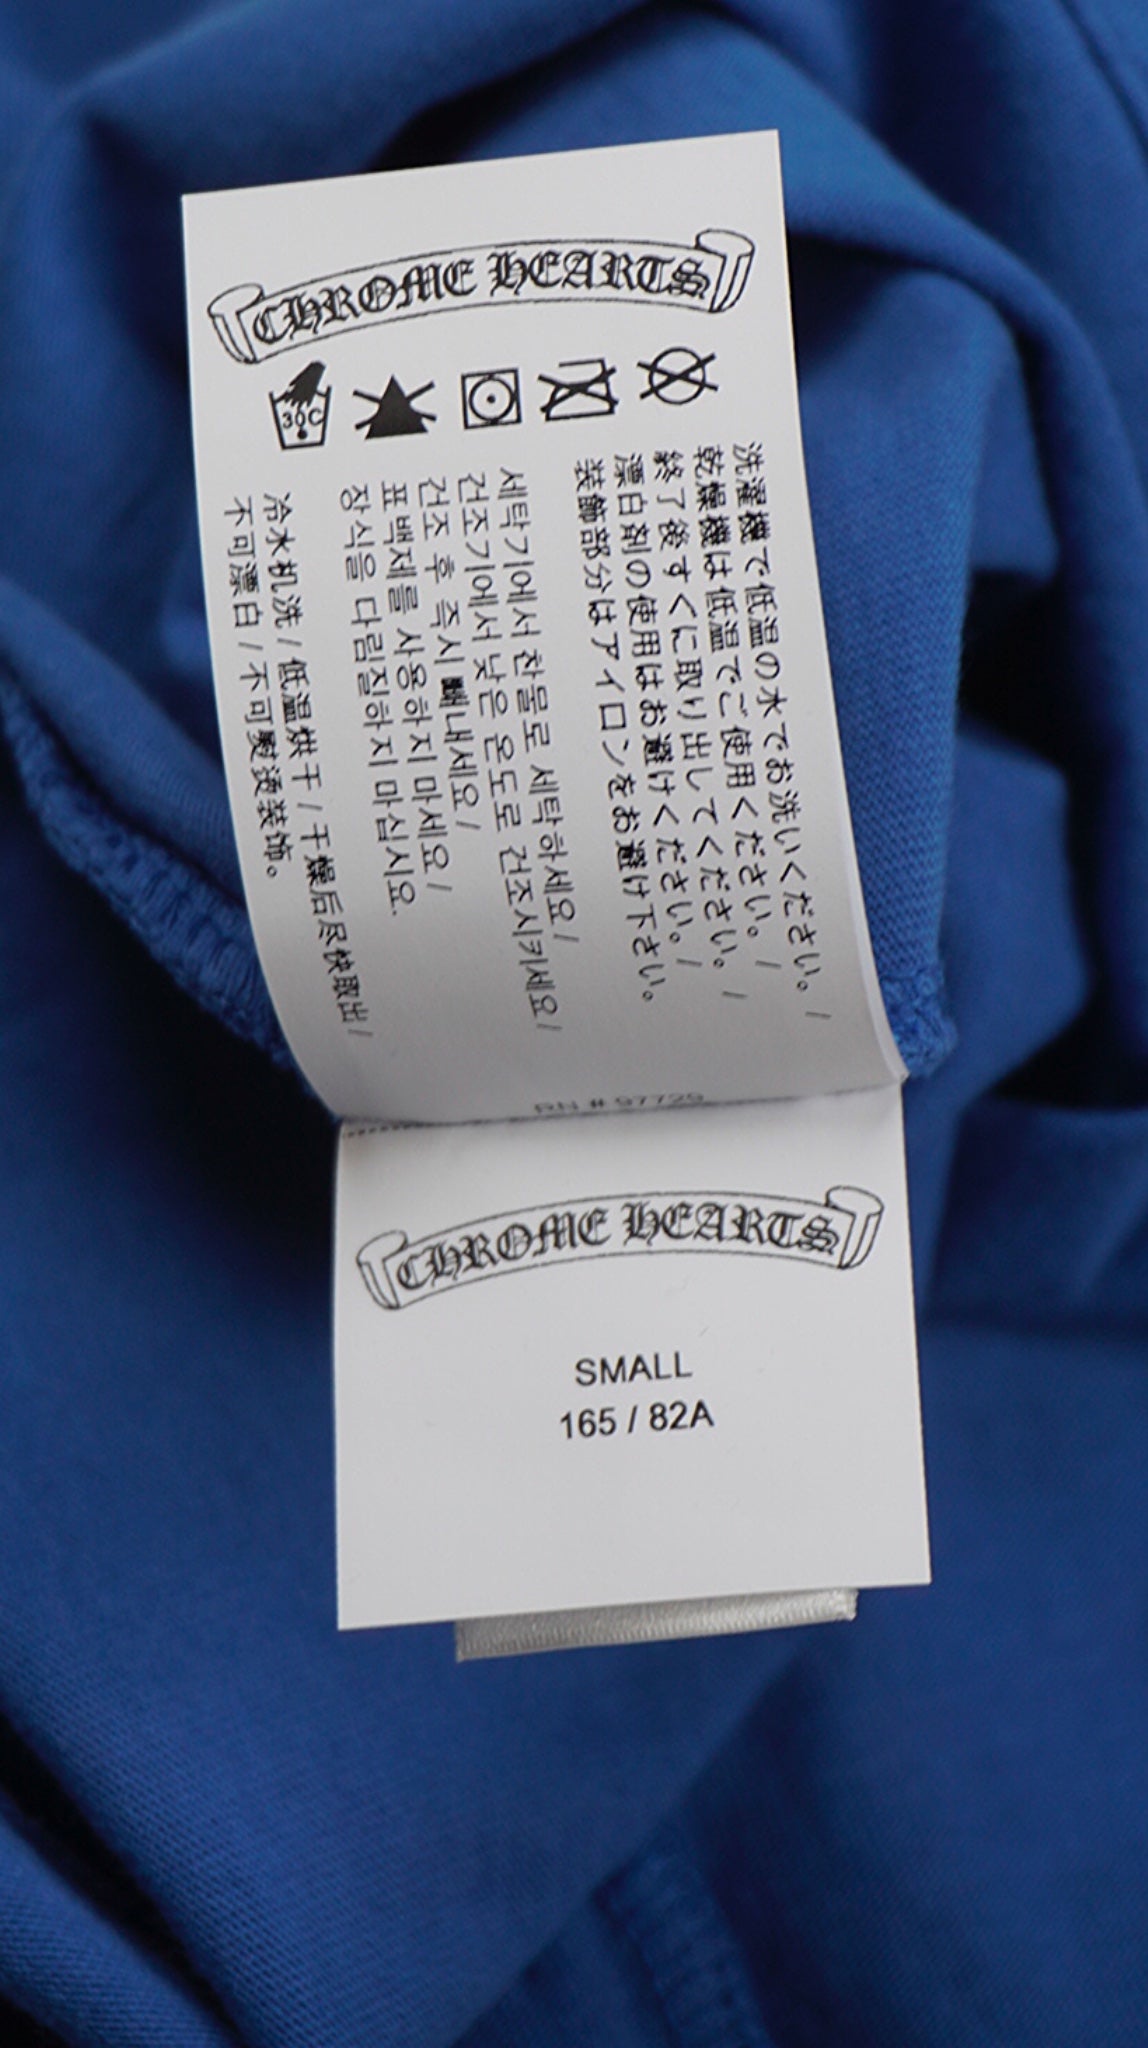 CHROME HEARTS
30C
洗濯機で低温の水でお洗いください。 /
乾燥機は低温でご使用ください。 /
終了後すぐに取り出してください。 /
漂白剤の使用はお避けください。 /
装飾部分はアイロンをお避け下さい。
세탁기에서 찬물로 세탁하세요 /
건조기에서 낮은 온도로 건조시키세요 /
건조 후 즉시 빼내세요 /
표백제를 사용하지 마세요 /
장식을 다림질하지 마십시오.
冷水机洗 / 低温烘干 / 干燥后尽快取出 /
不可漂白 / 不可熨烫装饰。
RN # 97729
CHROME HEARTS
SMALL
165 / 82A